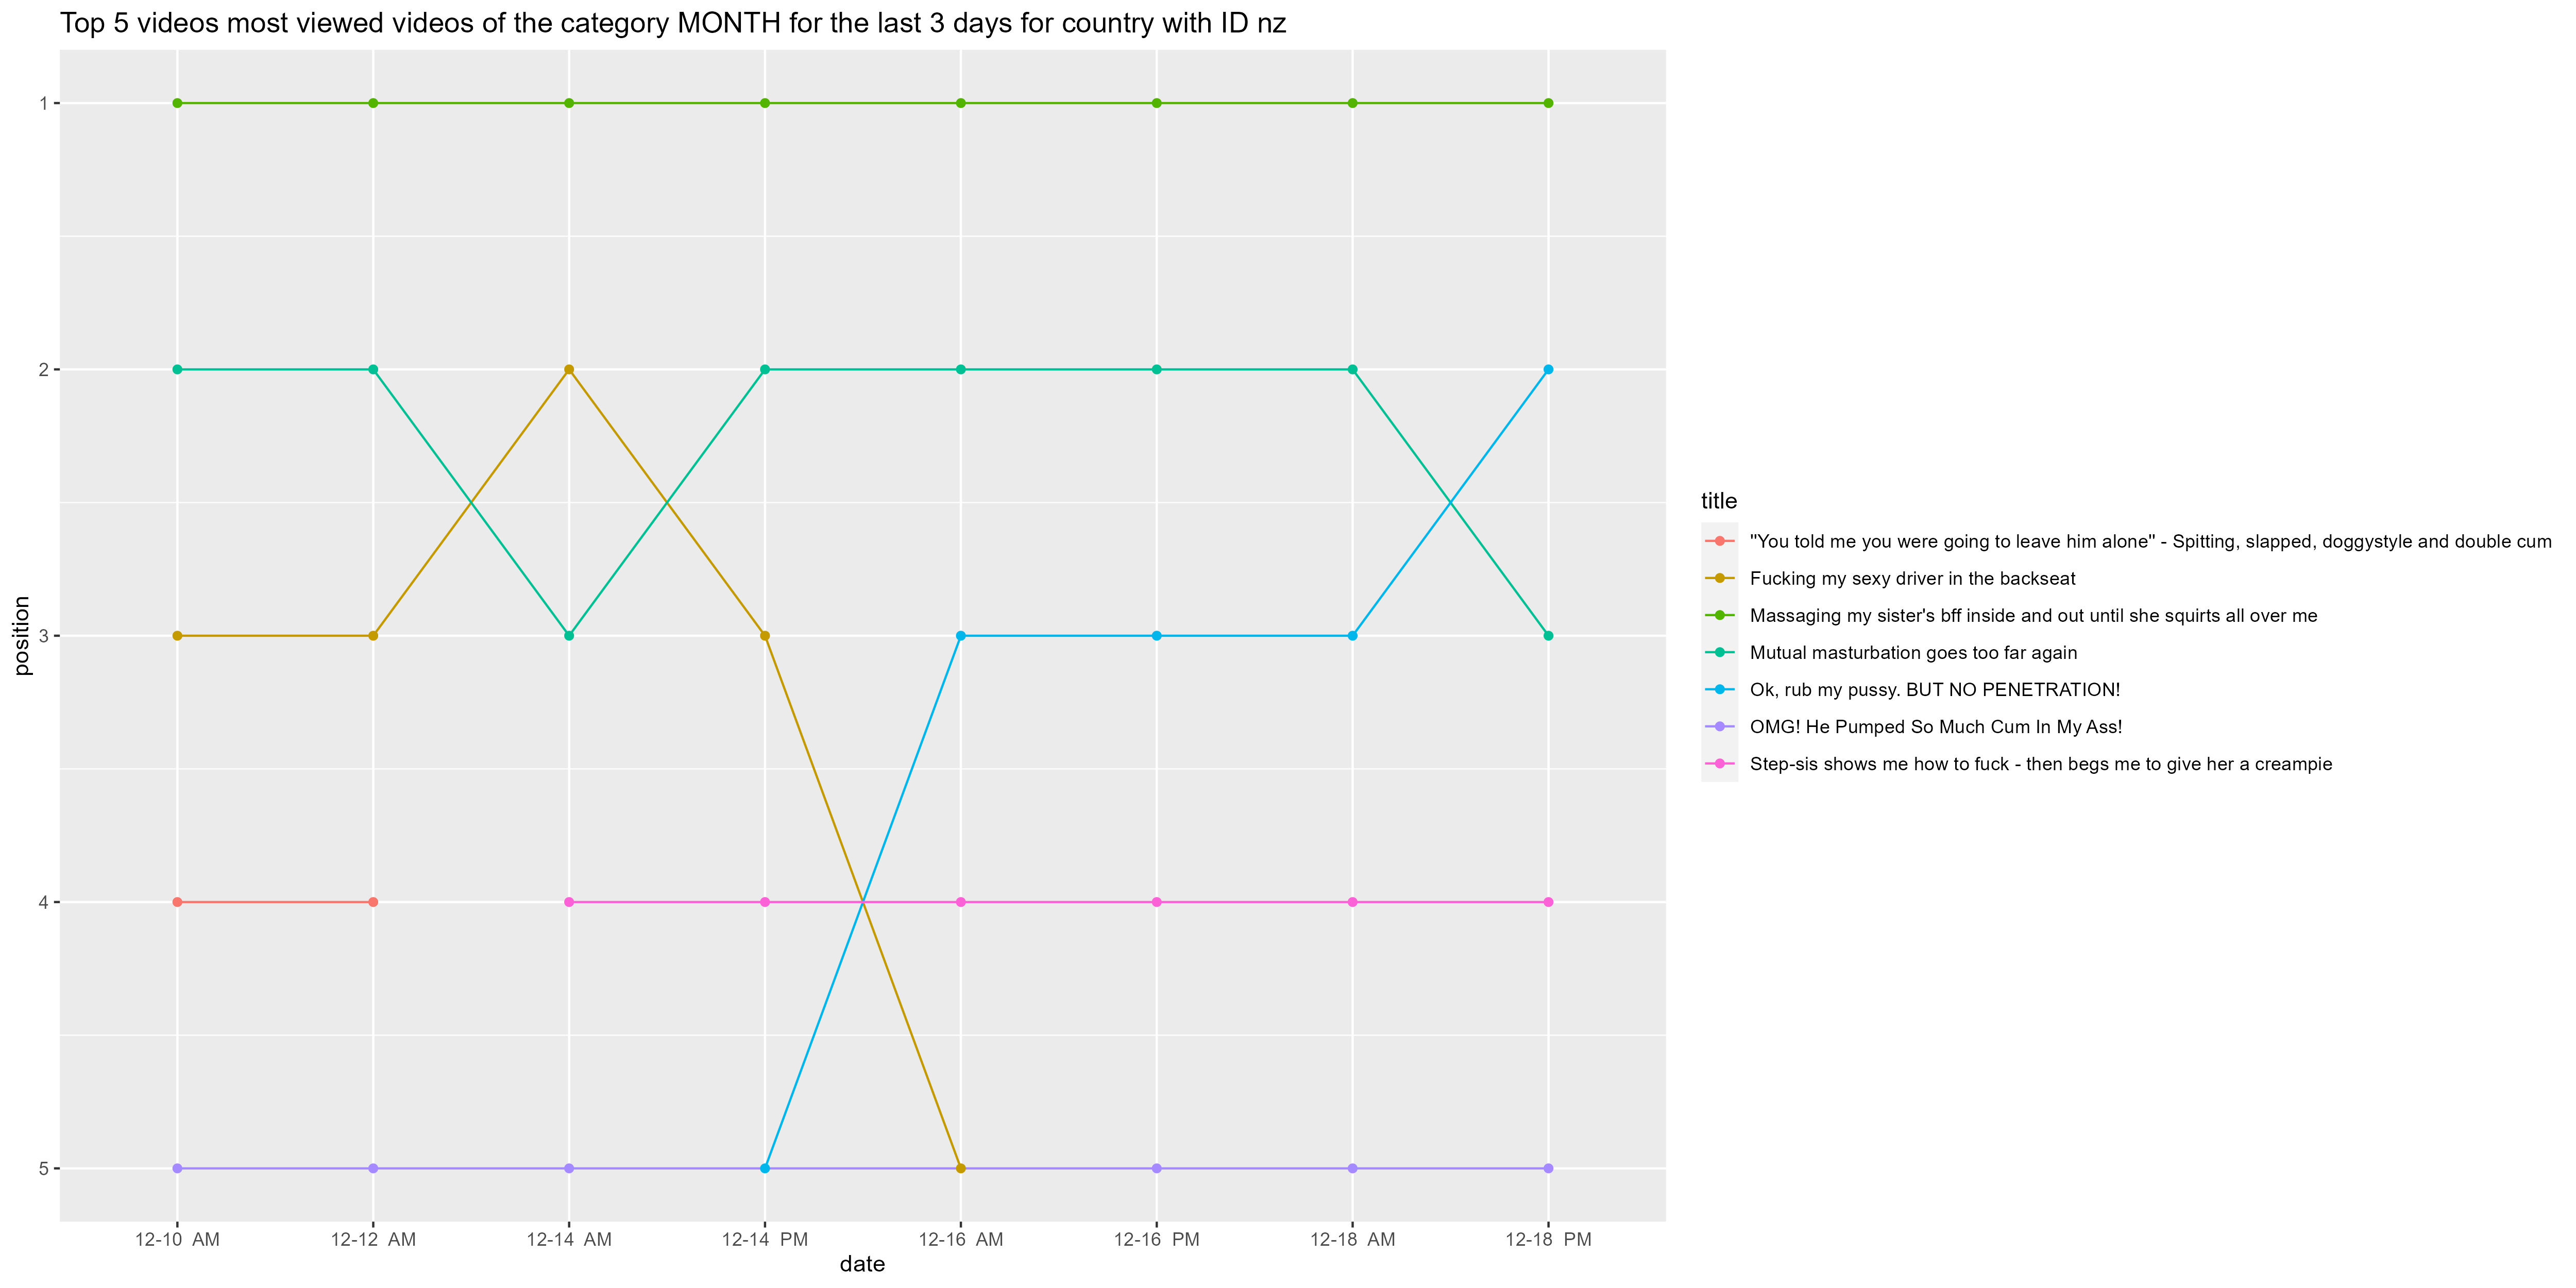 Top 5 videos most viewed videos of the category MONTH for the last 3 days for country with ID nz
position
1
2
3
4
5
12-10 AM
12-12 AM
12-14 AM
12-14 PM
12-16 AM
12-16 PM
12-18 AM
12-18 PM
date
title
"You told me you were going to leave him alone" - Spitting, slapped, doggystyle and double cum
Fucking my sexy driver in the backseat
Massaging my sister's bff inside and out until she squirts all over me
Mutual masturbation goes too far again
Ok, rub my pussy. BUT NO PENETRATION!
OMG! He Pumped So Much Cum In My Ass!
Step-sis shows me how to fuck - then begs me to give her a creampie